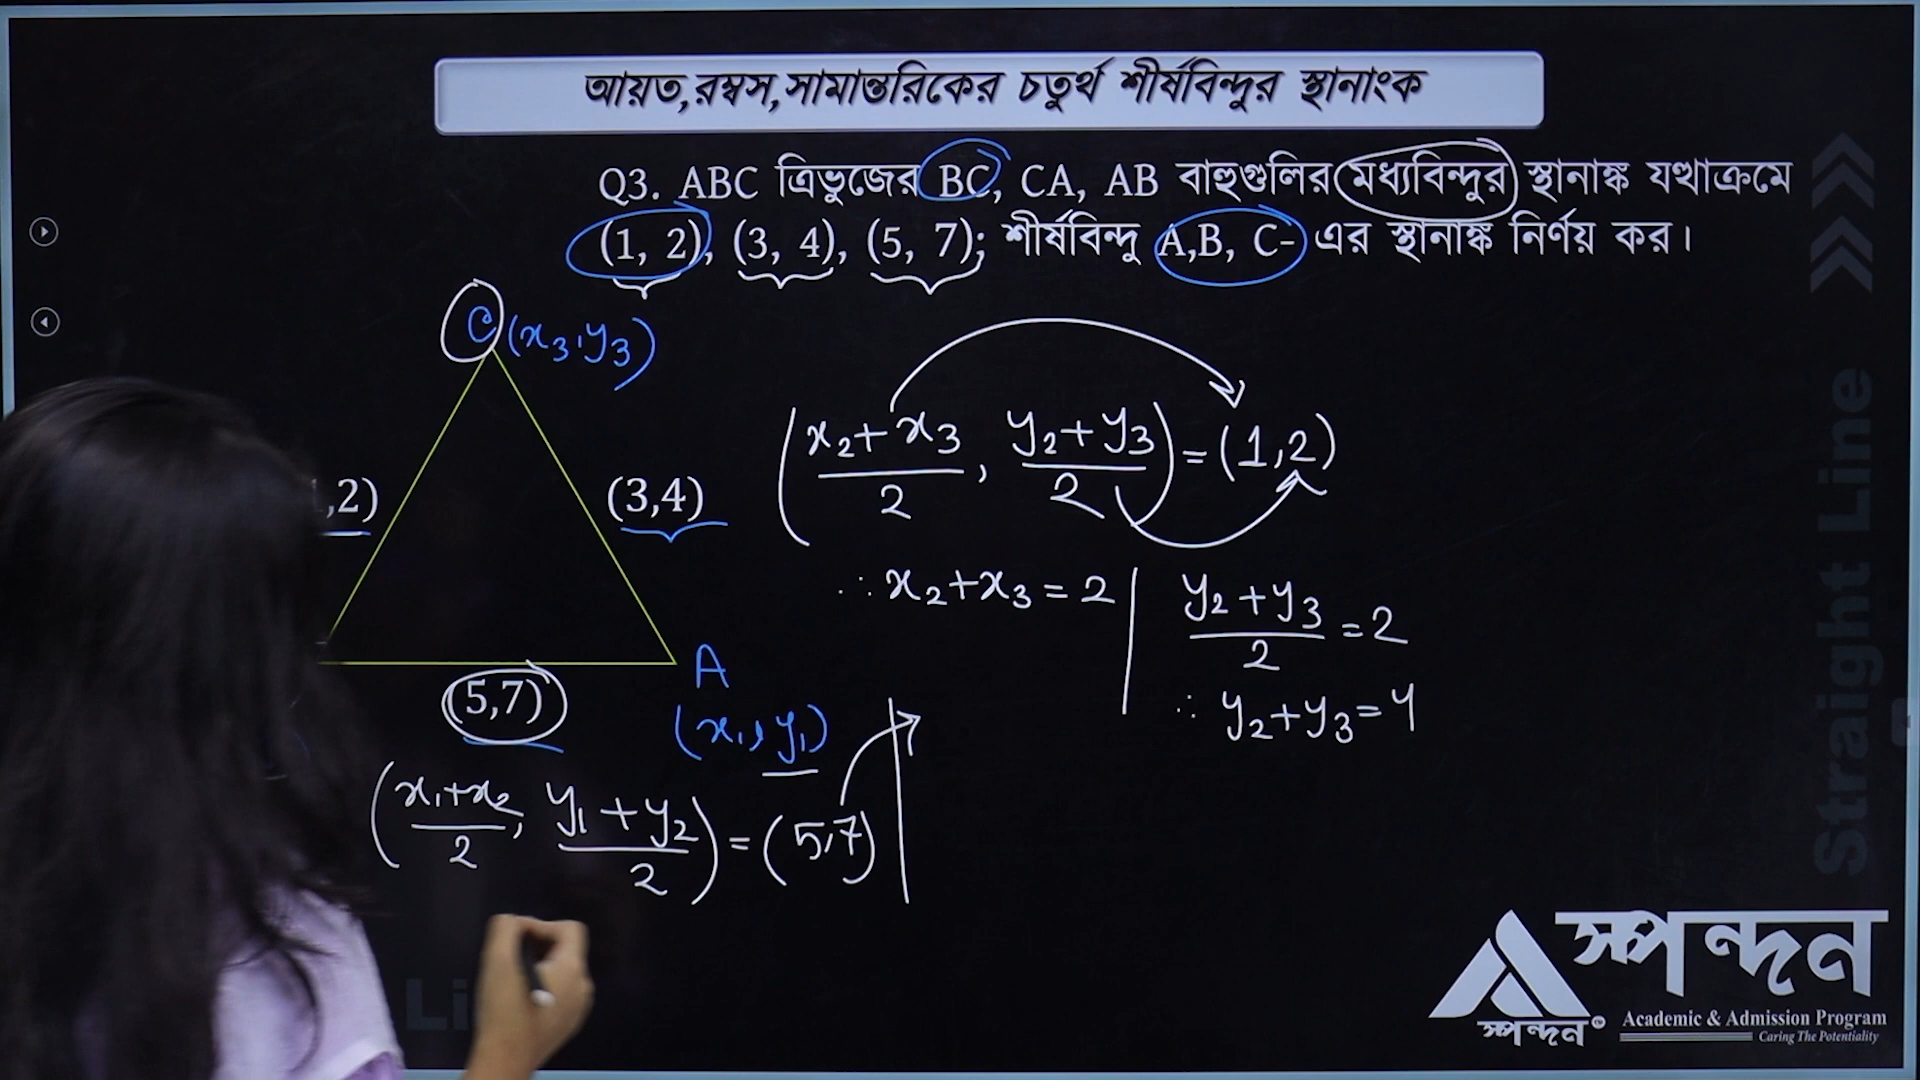 আয়ত,রম্বস,সামান্তরিকের চতুর্থ শীর্ষবিন্দুর স্থানাংক
Q3. ABC ত্রিভুজের BC, CA, AB বাহুগুলির মধ্যবিন্দুর স্থানাঙ্ক যথাক্রমে
(1, 2), (3, 4), (5, 7); শীর্ষবিন্দু A,B, C- এর স্থানাঙ্ক নির্ণয় কর।
C (x₃,y₃)
,2)
(3,4)
(5,7)
A
(x₁, y₁)
((x₁+x₂)/2, (y₁+y₂)/2) = (5,7)
((x₂+x₃)/2, (y₂+y₃)/2) = (1,2)
∴ x₂+x₃=2
(y₂+y₃)/2 = 2
∴ y₂+y₃=4
Straight Line
স্পন্দন
স্পন্দন
Academic & Admission Program
Caring The Potentiality